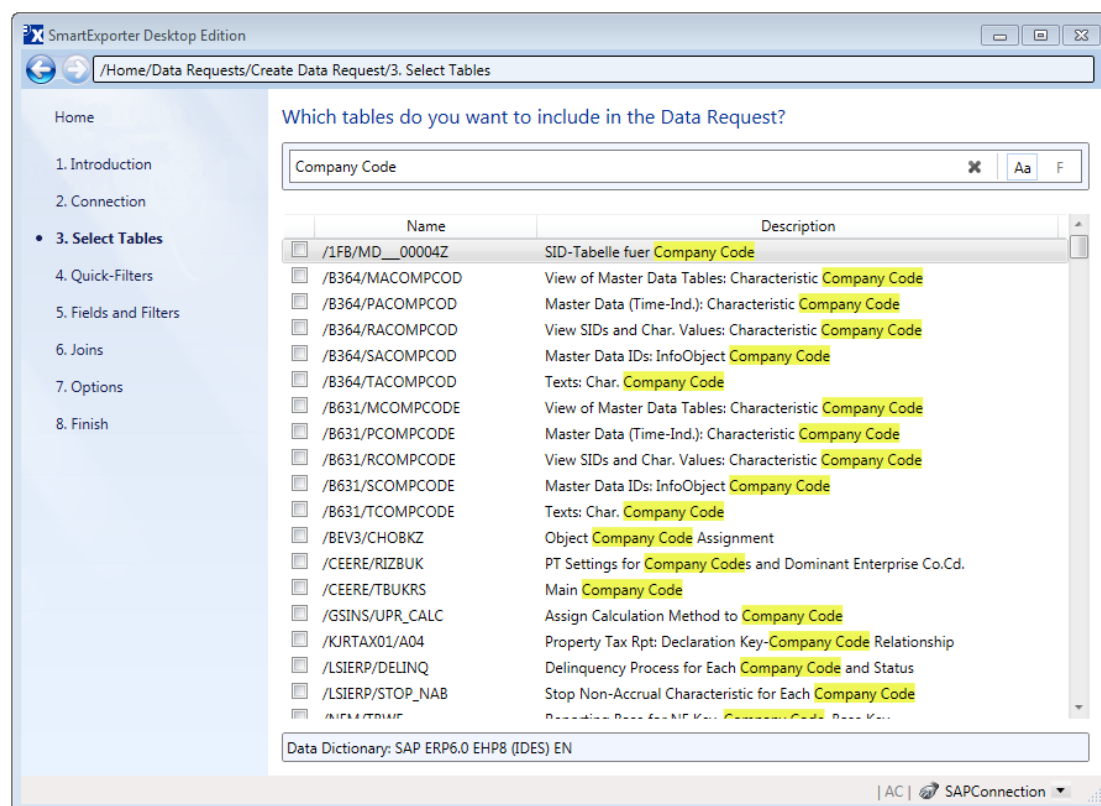 SmartExporter Desktop Edition
/Home/Data Requests/Create Data Request/3. Select Tables
Home
1. Introduction
2. Connection
3. Select Tables
4. Quick-Filters
5. Fields and Filters
6. Joins
7. Options
8. Finish
Which tables do you want to include in the Data Request?
Company Code Aa F
Name Description
/1FB/MD__00004Z SID-Tabelle fuer Company Code
/B364/MACOMPCOD View of Master Data Tables: Characteristic Company Code
/B364/PACOMPCOD Master Data (Time-Ind.): Characteristic Company Code
/B364/RACOMPCOD View SIDs and Char. Values: Characteristic Company Code
/B364/SACOMPCOD Master Data IDs: InfoObject Company Code
/B364/TACOMPCOD Texts: Char. Company Code
/B631/MCOMPCODE View of Master Data Tables: Characteristic Company Code
/B631/PCOMPCODE Master Data (Time-Ind.): Characteristic Company Code
/B631/RCOMPCODE View SIDs and Char. Values: Characteristic Company Code
/B631/SCOMPCODE Master Data IDs: InfoObject Company Code
/B631/TCOMPCODE Texts: Char. Company Code
/BEV3/CHOBKZ Object Company Code Assignment
/CEERE/RIZBUK PT Settings for Company Codes and Dominant Enterprise Co.Cd.
/CEERE/TBUKRS Main Company Code
/GSINS/UPR_CALC Assign Calculation Method to Company Code
/KJRTAX01/A04 Property Tax Rpt: Declaration Key-Company Code Relationship
/LSIERP/DELINQ Delinquency Process for Each Company Code and Status
/LSIERP/STOP_NAB Stop Non-Accrual Characteristic for Each Company Code
Data Dictionary: SAP ERP6.0 EHP8 (IDES) EN
| AC | SAPConnection